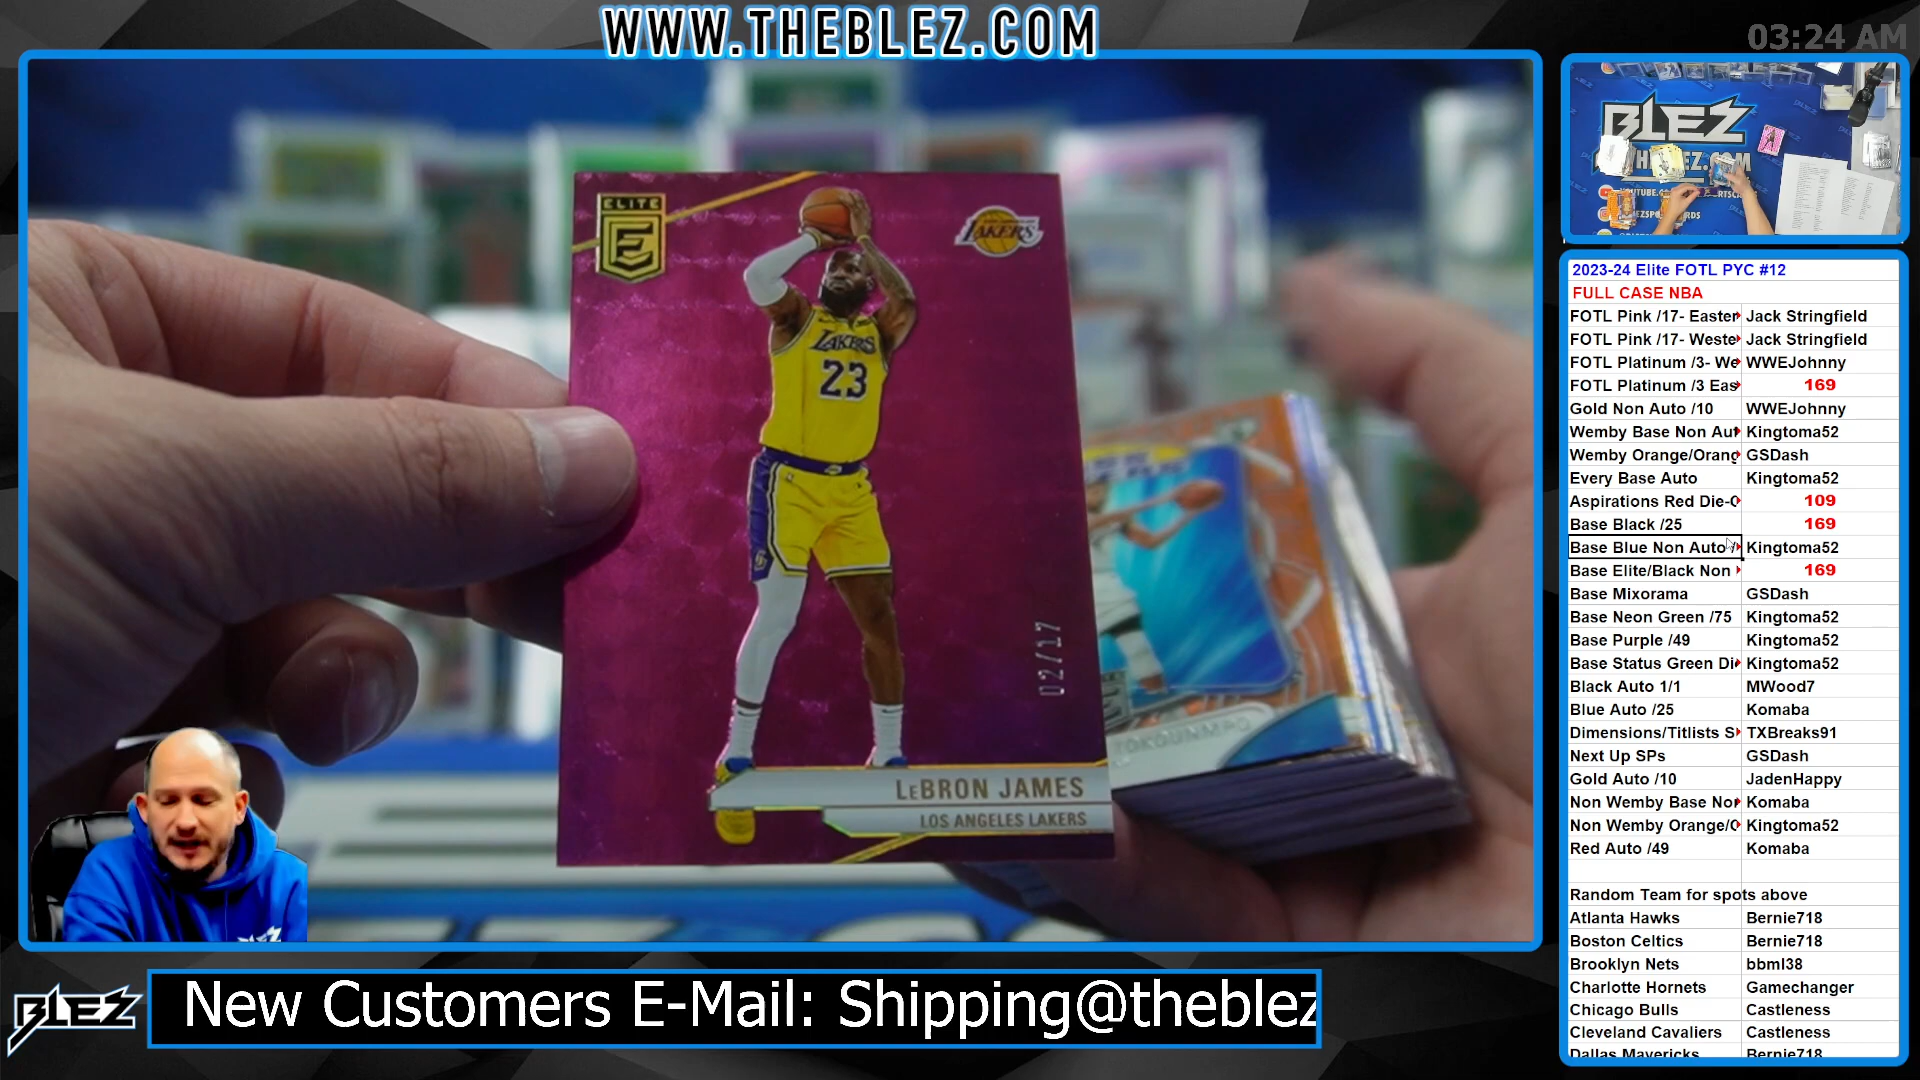 WWW.THEBLEZ.COM
03:24 AM
ELITE
E
LAKERS
LAKERS
23
02/17
LEBRON JAMES
LOS ANGELES LAKERS
BLEZ
2023-24 Elite FOTL PYC #12
FULL CASE NBA
FOTL Pink /17- Easter Jack Stringfield
FOTL Pink /17- Weste Jack Stringfield
FOTL Platinum /3- We WWEJohnny
FOTL Platinum /3 Eas 169
Gold Non Auto /10 WWEJohnny
Wemby Base Non Aut Kingtoma52
Wemby Orange/Orang GSDash
Every Base Auto Kingtoma52
Aspirations Red Die-C 109
Base Black /25 169
Base Blue Non Auto Kingtoma52
Base Elite/Black Non 169
Base Mixorama GSDash
Base Neon Green /75 Kingtoma52
Base Purple /49 Kingtoma52
Base Status Green Di Kingtoma52
Black Auto 1/1 MWood7
Blue Auto /25 Komaba
Dimensions/Titlists S TXBreaks91
Next Up SPs GSDash
Gold Auto /10 JadenHappy
Non Wemby Base Non Komaba
Non Wemby Orange/O Kingtoma52
Red Auto /49 Komaba
Random Team for spots above
Atlanta Hawks Bernie718
Boston Celtics Bernie718
Brooklyn Nets bbml38
Charlotte Hornets Gamechanger
Chicago Bulls Castleness
Cleveland Cavaliers Castleness
Dallas Mavericks Bernie718
BLEZ
New Customers E-Mail: Shipping@theblez